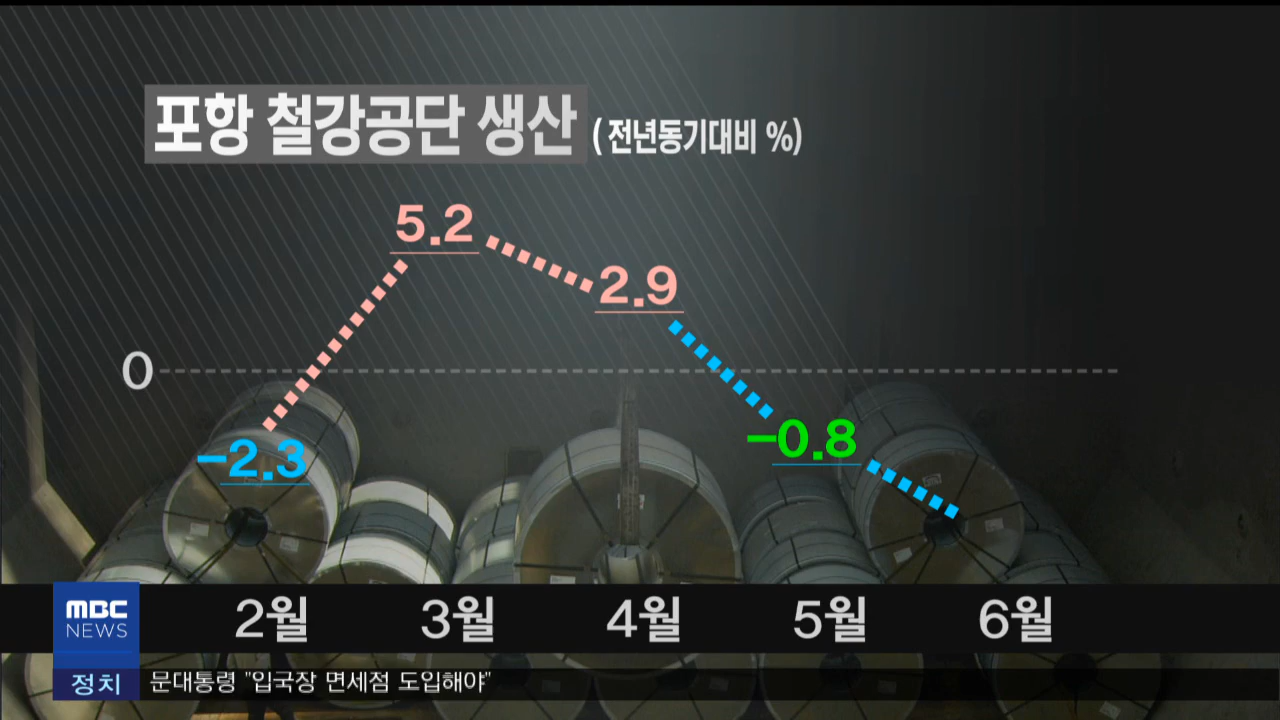 포항 철강공단 생산 (전년동기대비 %)
5.2
2.9
0
-0.8
-2.3
2월 3월 4월 5월 6월
MBC
NEWS
정치 문대통령 "입국장 면세점 도입해야"